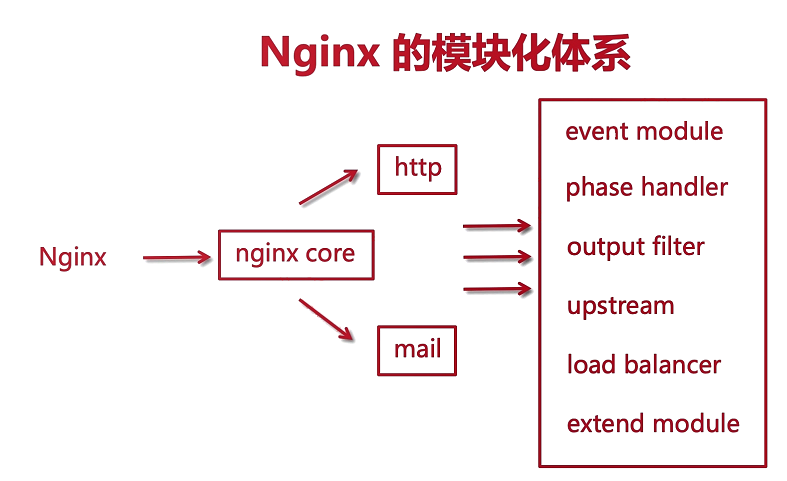 Nginx 的模块化体系
Nginx
nginx core
http
mail
event module
phase handler
output filter
upstream
load balancer
extend module